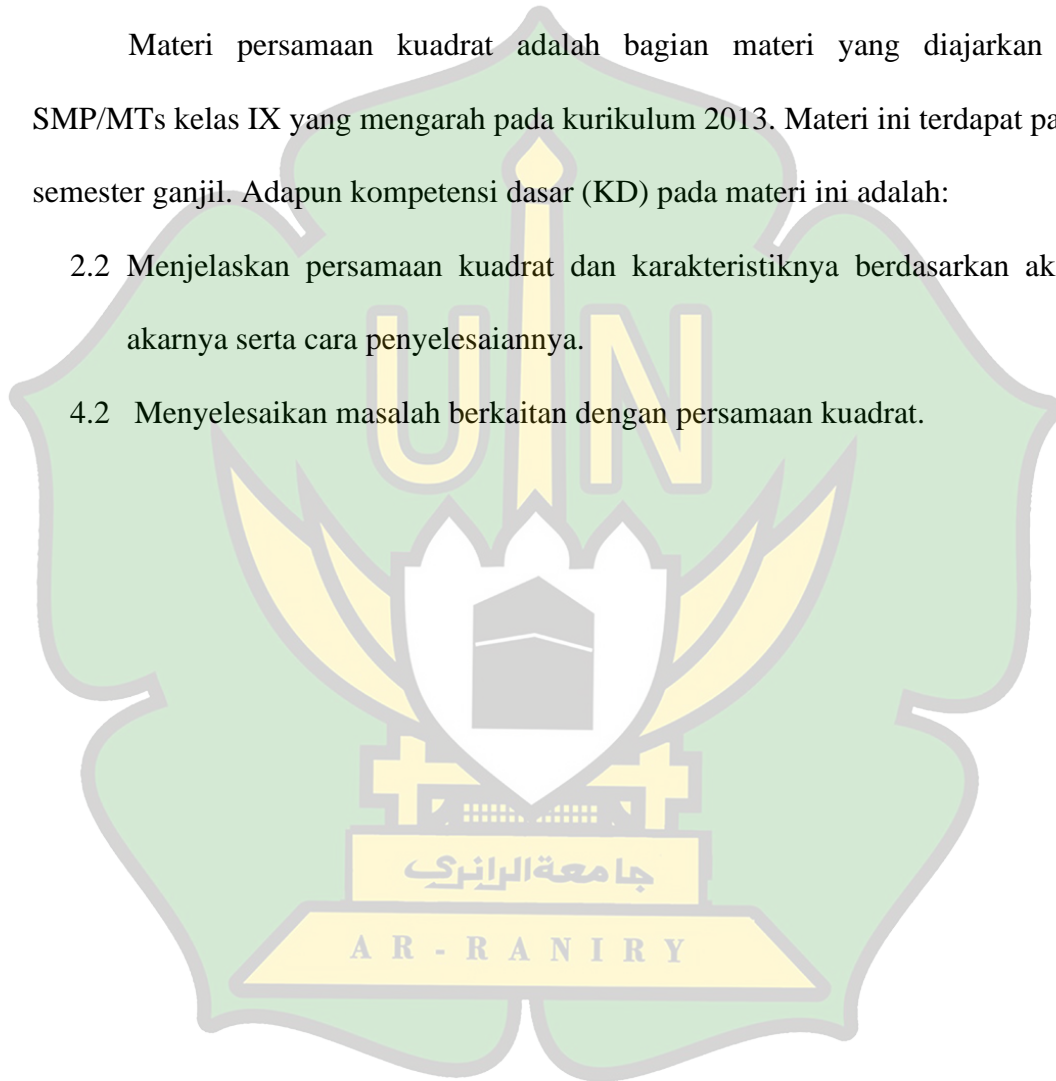 Materi persamaan kuadrat adalah bagian materi yang diajarkan
SMP/MTs kelas IX yang mengarah pada kurikulum 2013. Materi ini terdapat pa
semester ganjil. Adapun kompetensi dasar (KD) pada materi ini adalah:
2.2 Menjelaskan persamaan kuadrat dan karakteristiknya berdasarkan ak
akarnya serta cara penyelesaiannya.
4.2 Menyelesaikan masalah berkaitan dengan persamaan kuadrat.
UIN
جامعةالرانري
AR-RANIRY